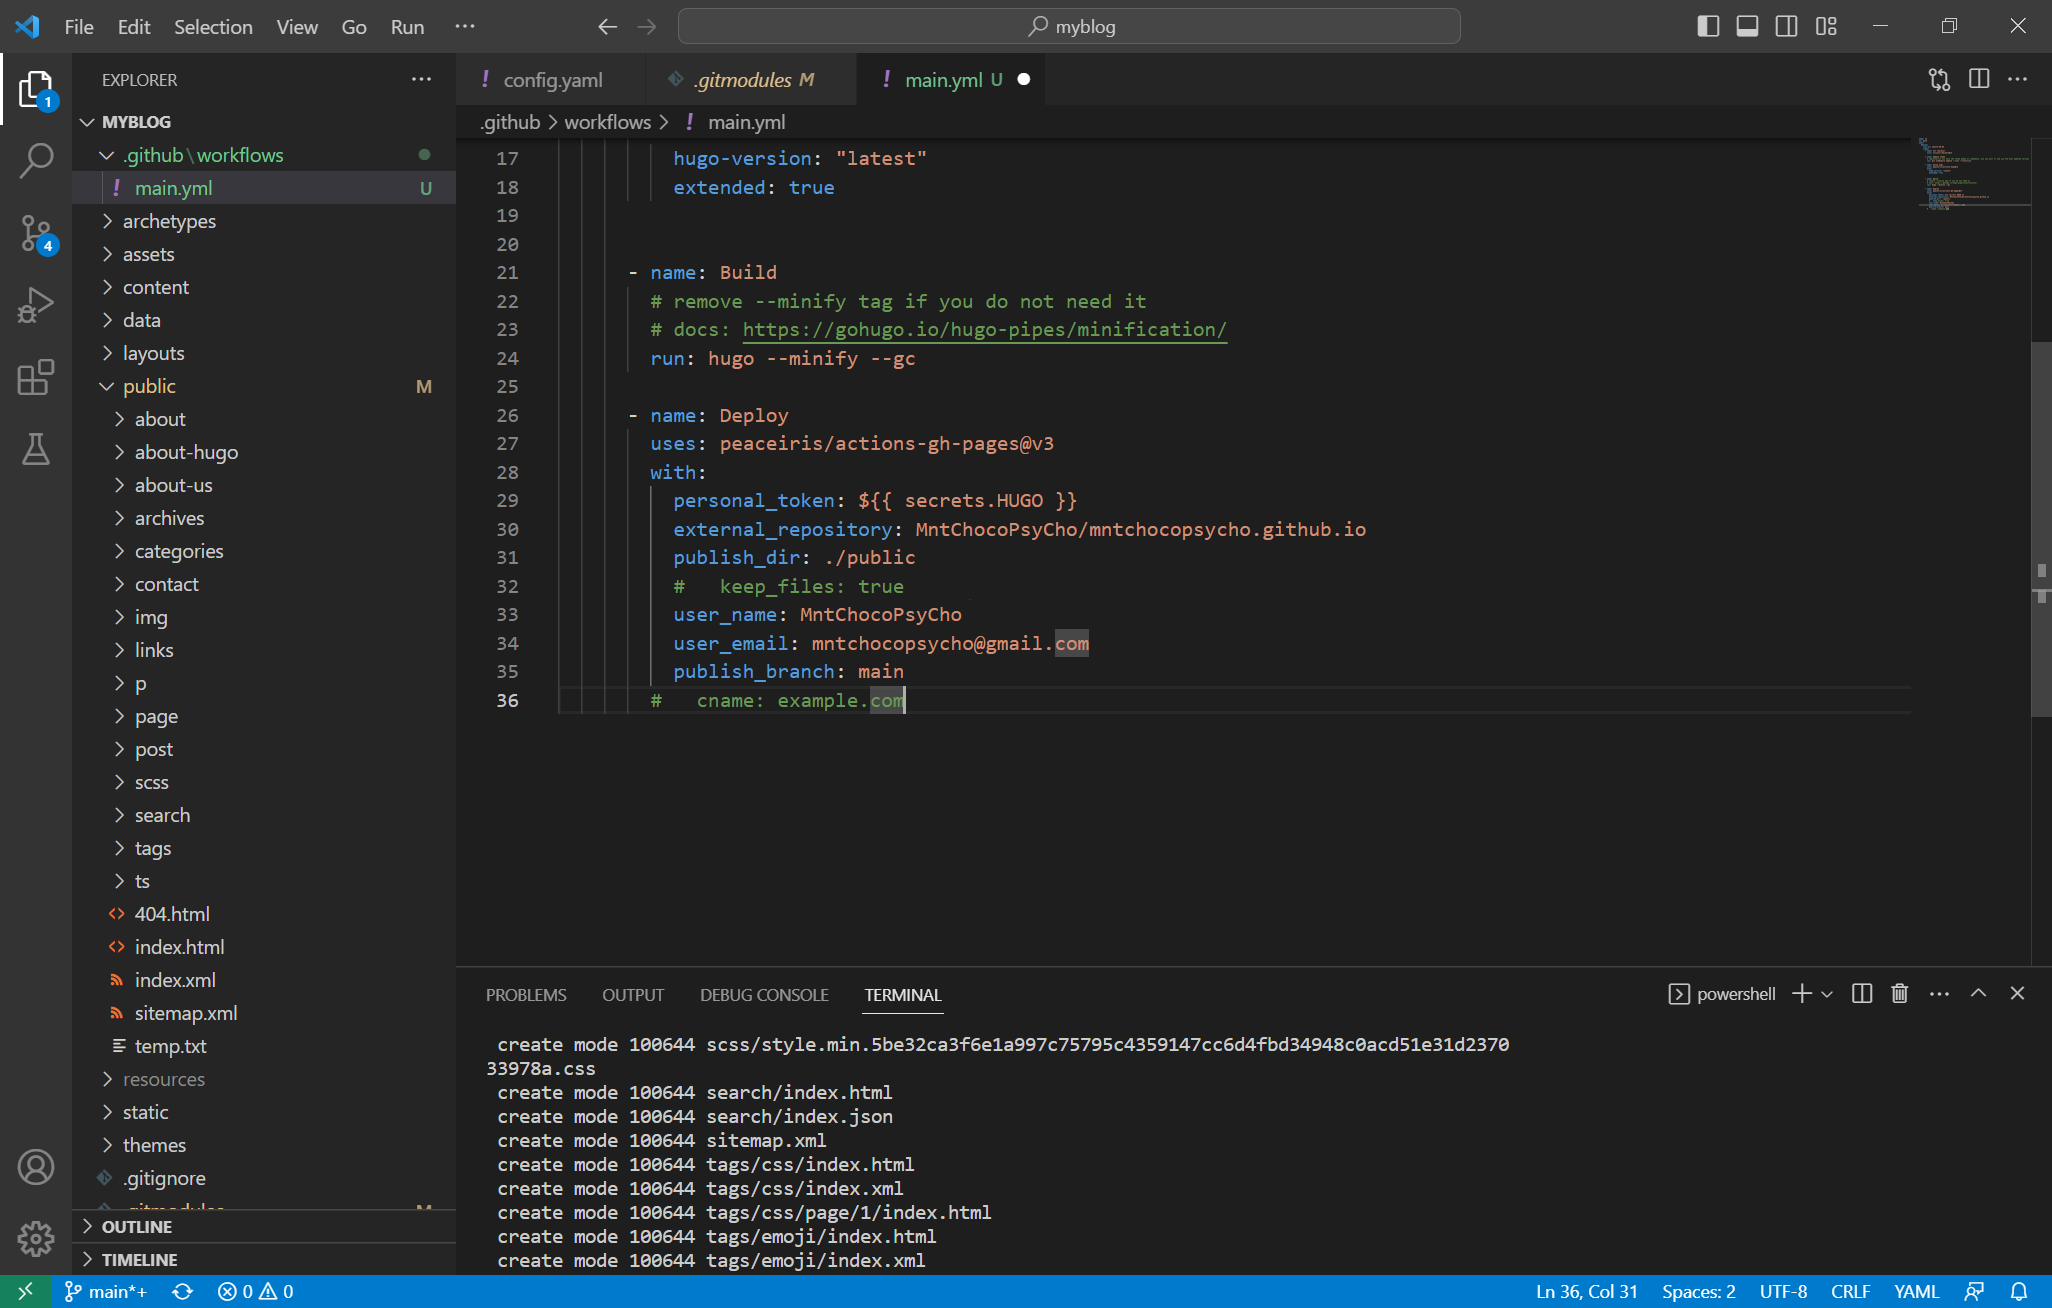 File Edit Selection View Go Run ··· myblog
EXPLORER ···
1
4
MYBLOG
.github\workflows
main.yml U
archetypes
assets
content
data
layouts
public M
about
about-hugo
about-us
archives
categories
contact
img
links
p
page
post
scss
search
tags
ts
404.html
index.html
index.xml
sitemap.xml
temp.txt
resources
static
themes
.gitignore
.gitmodules M
OUTLINE
TIMELINE
! config.yaml .gitmodules M ! main.yml U
.github > workflows > ! main.yml
17 hugo-version: "latest"
18 extended: true
19
20
21 - name: Build
22 # remove --minify tag if you do not need it
23 # docs: https://gohugo.io/hugo-pipes/minification/
24 run: hugo --minify --gc
25
26 - name: Deploy
27 uses: peaceiris/actions-gh-pages@v3
28 with:
29 personal_token: ${{ secrets.HUGO }}
30 external_repository: MntChocoPsyCho/mntchocopsycho.github.io
31 publish_dir: ./public
32 #   keep_files: true
33 user_name: MntChocoPsyCho
34 user_email: mntchocopsycho@gmail.com
35 publish_branch: main
36 #   cname: example.com
PROBLEMS OUTPUT DEBUG CONSOLE TERMINAL powershell
create mode 100644 scss/style.min.5be32ca3f6e1a997c75795c4359147cc6d4fbd34948c0acd51e31d2370
33978a.css
create mode 100644 search/index.html
create mode 100644 search/index.json
create mode 100644 sitemap.xml
create mode 100644 tags/css/index.html
create mode 100644 tags/css/index.xml
create mode 100644 tags/css/page/1/index.html
create mode 100644 tags/emoji/index.html
create mode 100644 tags/emoji/index.xml
main*+ 0 0 Ln 36, Col 31 Spaces: 2 UTF-8 CRLF YAML